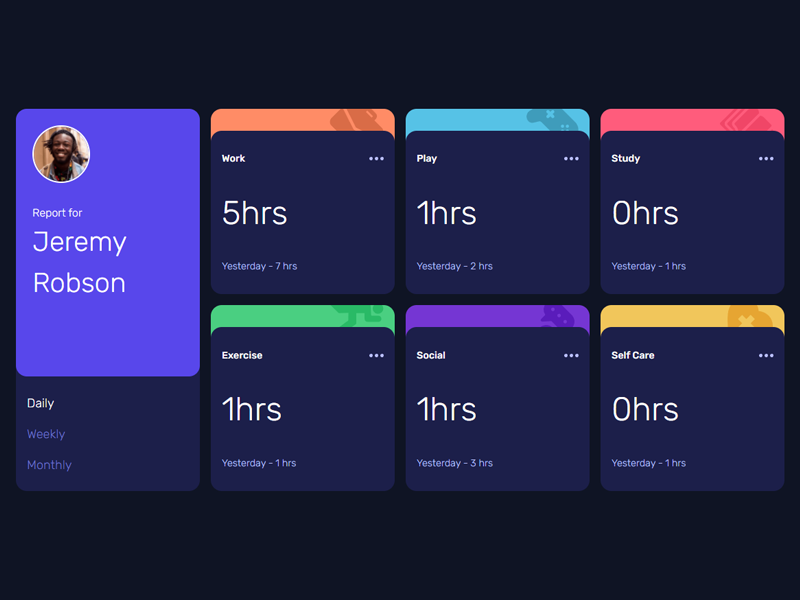 Report for
Jeremy
Robson
Daily
Weekly
Monthly
Work
5hrs
Yesterday - 7 hrs
Play
1hrs
Yesterday - 2 hrs
Study
0hrs
Yesterday - 1 hrs
Exercise
1hrs
Yesterday - 1 hrs
Social
1hrs
Yesterday - 3 hrs
Self Care
0hrs
Yesterday - 1 hrs